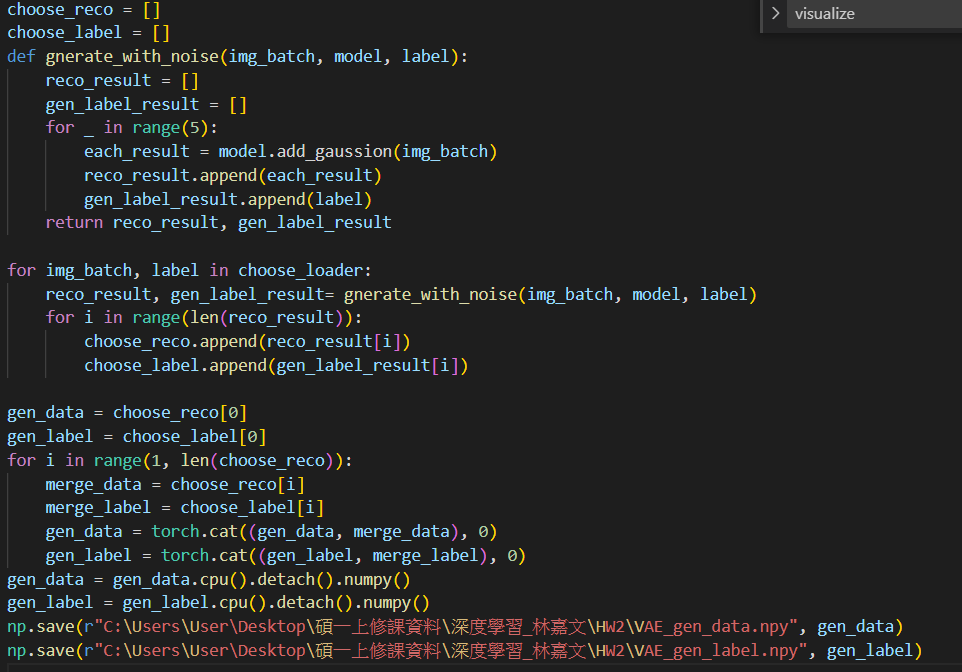 choose_reco = []
visualize
choose_label = []
def gnerate_with_noise(img_batch, model, label):
    reco_result = []
    gen_label_result = []
    for _ in range(5):
        each_result = model.add_gaussion(img_batch)
        reco_result.append(each_result)
        gen_label_result.append(label)
    return reco_result, gen_label_result

for img_batch, label in choose_loader:
    reco_result, gen_label_result= gnerate_with_noise(img_batch, model, label)
    for i in range(len(reco_result)):
        choose_reco.append(reco_result[i])
        choose_label.append(gen_label_result[i])

gen_data = choose_reco[0]
gen_label = choose_label[0]
for i in range(1, len(choose_reco)):
    merge_data = choose_reco[i]
    merge_label = choose_label[i]
    gen_data = torch.cat((gen_data, merge_data), 0)
    gen_label = torch.cat((gen_label, merge_label), 0)
gen_data = gen_data.cpu().detach().numpy()
gen_label = gen_label.cpu().detach().numpy()
np.save(r"C:\Users\User\Desktop\碩一上修課資料\深度學習_林嘉文\HW2\VAE_gen_data.npy", gen_data)
np.save(r"C:\Users\User\Desktop\碩一上修課資料\深度學習_林嘉文\HW2\VAE_gen_label.npy", gen_label)